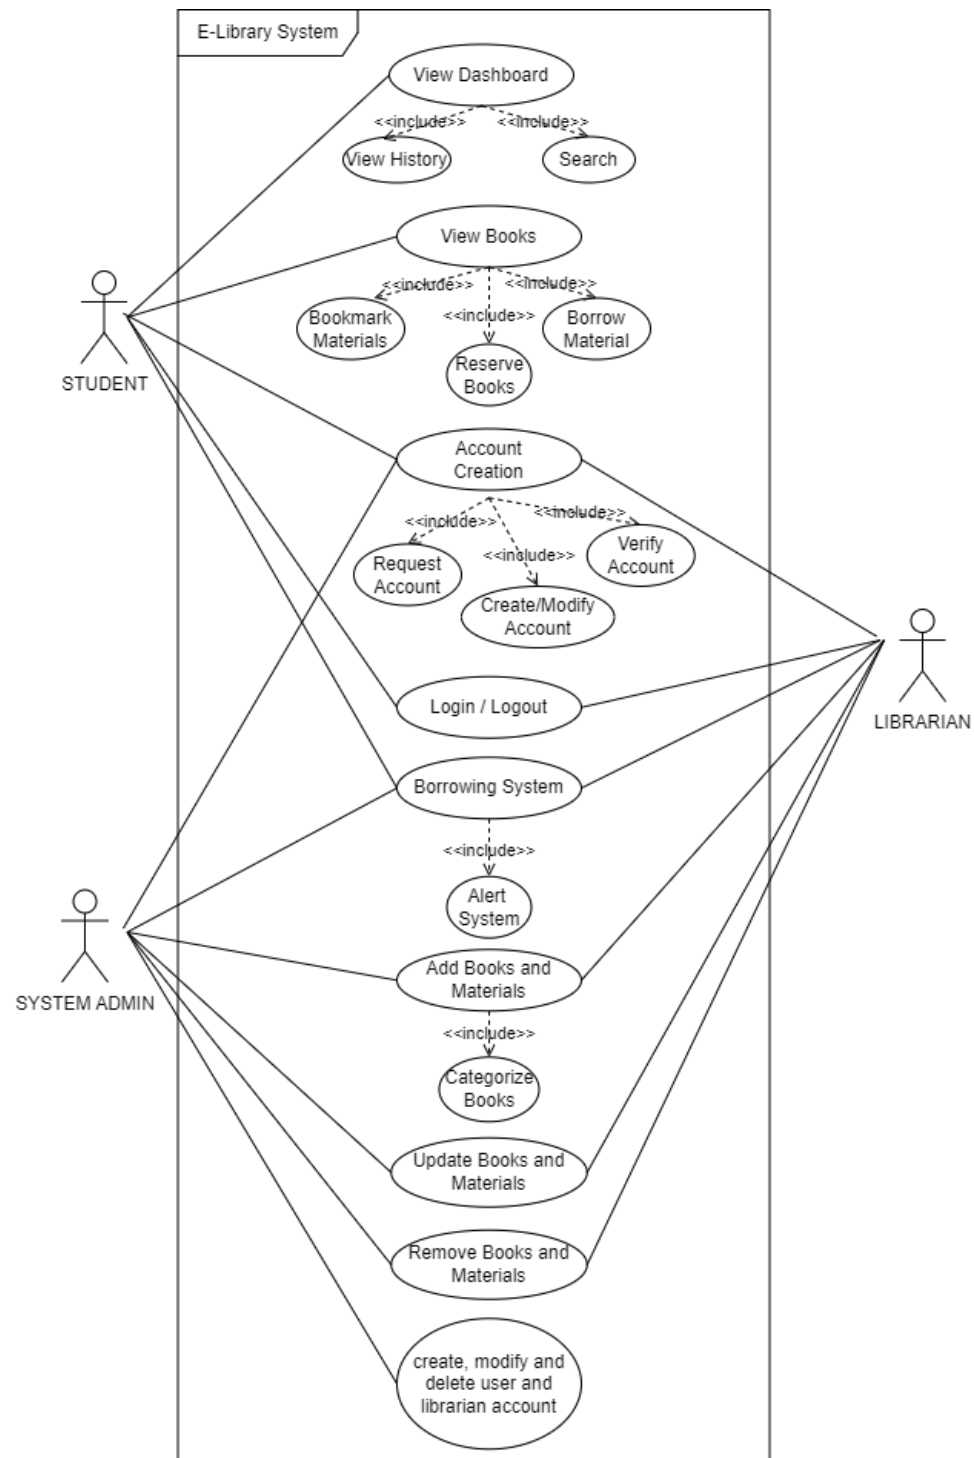 E-Library System
View Dashboard
<<include>>
<<include>>
View History
Search
View Books
<<include>>
<<include>>
<<include>>
Bookmark
Materials
Borrow
Material
Reserve
Books
STUDENT
Account
Creation
<<include>>
<<include>>
<<include>>
Verify
Account
Request
Account
Create/Modify
Account
Login / Logout
LIBRARIAN
Borrowing System
<<include>>
Alert
System
SYSTEM ADMIN
Add Books and
Materials
<<include>>
Categorize
Books
Update Books and
Materials
Remove Books and
Materials
create, modify and
delete user and
librarian account